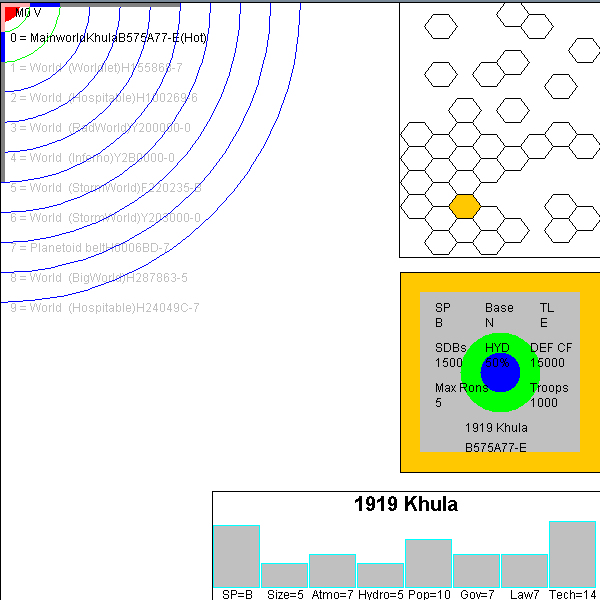 M0 V
0 = MainworldKhulaB575A77-E(Hot)
1 = World (Worldlet)H155868-7
2 = World (Hospitable)H100269-6
3 = World (RadWorld)Y200000-0
4 = World (Inferno)Y2B0000-0
5 = World (StormWorld)F220235-B
6 = World (StormWorld)Y205000-0
7 = Planetoid beltH0006BD-7
8 = World (BigWorld)H287863-5
9 = World (Hospitable)H24049C-7
SP Base TL
B N E
SDBs HYD DEF CF
1500 50% 15000
Max Rons Troops
5 1000
1919 Khula
B575A77-E
1919 Khula
SP=B Size=5 Atmo=7 Hydro=5 Pop=10 Gov=7 Law7 Tech=14